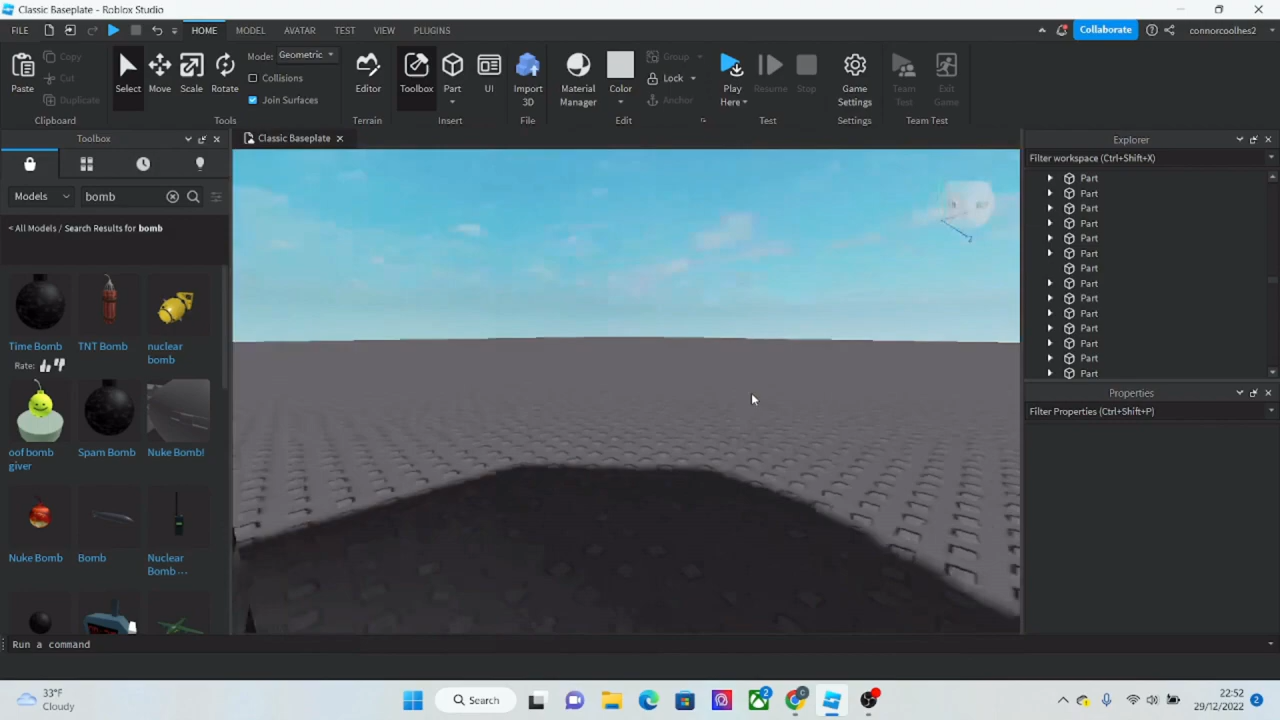 Classic Baseplate - Roblox Studio
FILE HOME MODEL AVATAR TEST VIEW PLUGINS Collaborate connorcoolhes2
Paste Copy Cut Duplicate
Clipboard
Select Move Scale Rotate
Mode: Geometric
Collisions
Join Surfaces
Tools
Editor
Terrain
Toolbox Part UI
Insert
Import 3D
File
Material Manager Color
Group
Lock
Anchor
Edit
Play Here Resume Stop
Test
Game Settings
Settings
Team Test Exit Game
Team Test
Toolbox
Classic Baseplate
Explorer
Models bomb
Filter workspace (Ctrl+Shift+X)
< All Models / Search Results for bomb
Time Bomb TNT Bomb nuclear bomb
Rate:
oof bomb giver Spam Bomb Nuke Bomb!
Nuke Bomb Bomb Nuclear Bomb ...
Part
Part
Part
Part
Part
Part
Part
Part
Part
Part
Part
Part
Part
Part
Properties
Filter Properties (Ctrl+Shift+P)
Run a command
33°F
Cloudy
Search
2
22:52
29/12/2022
2